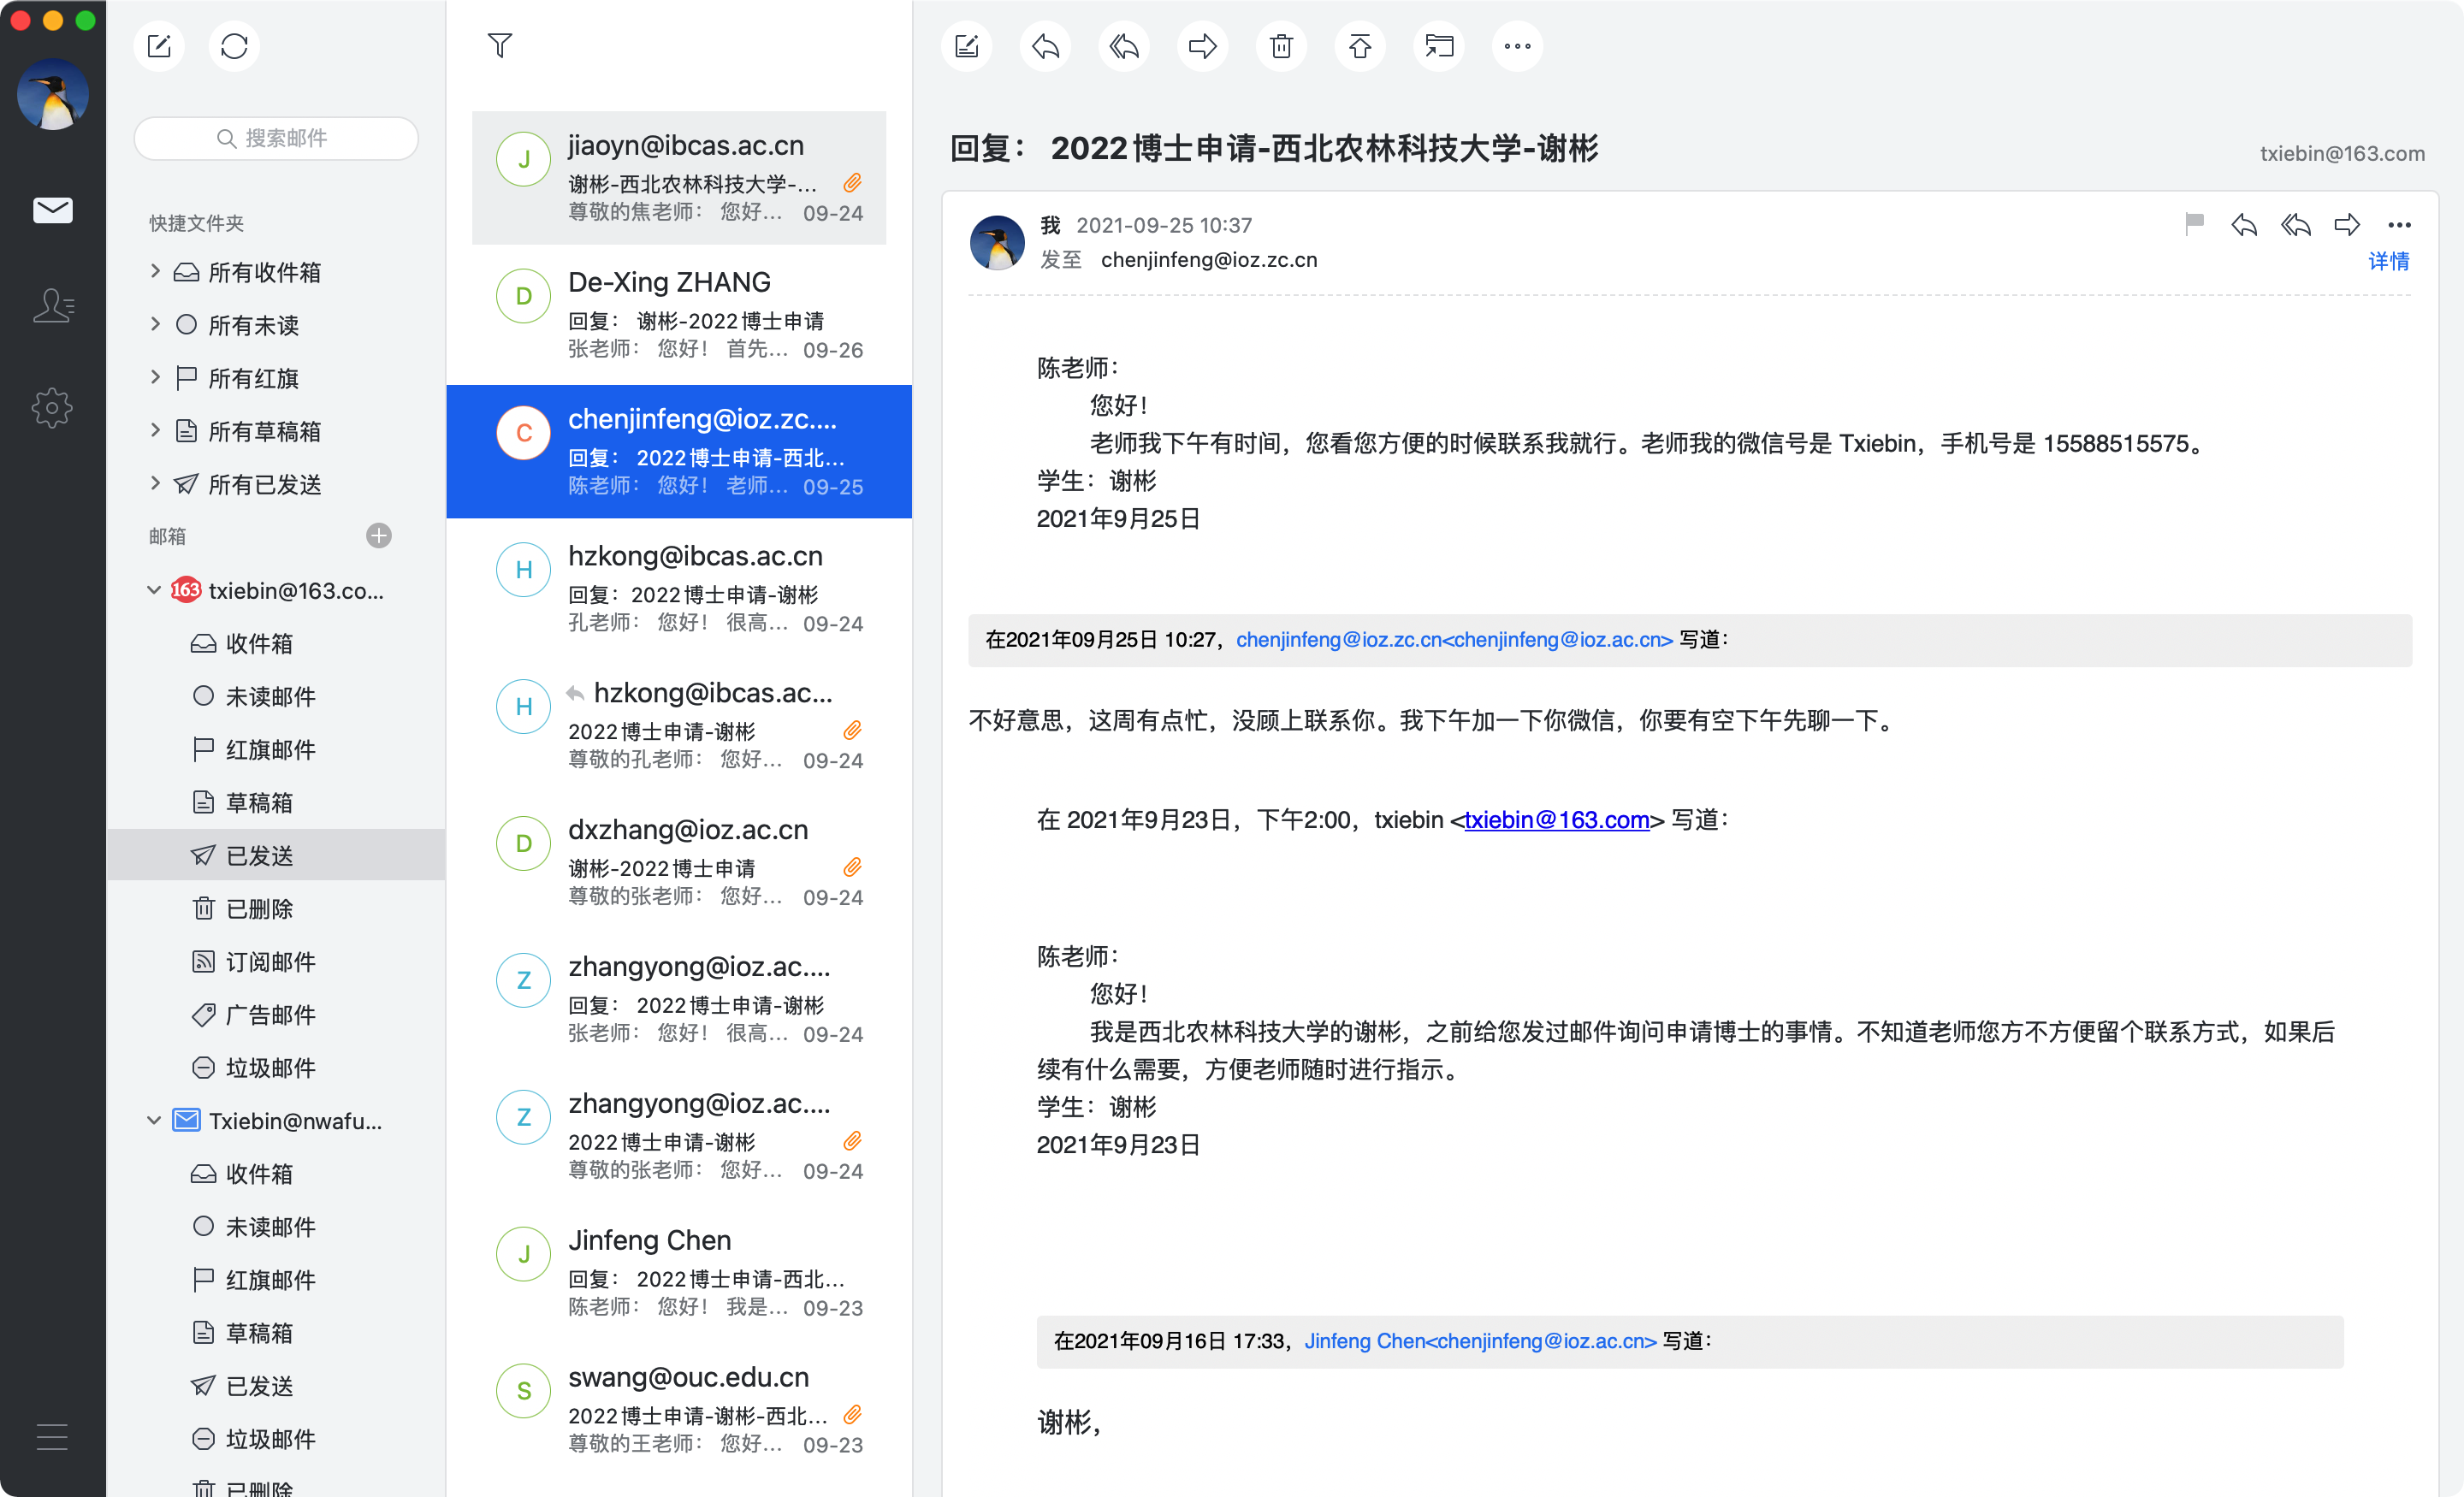 搜索邮件
快捷文件夹
所有收件箱
所有未读
所有红旗
所有草稿箱
所有已发送
邮箱
163 txiebin@163.co...
收件箱
未读邮件
红旗邮件
草稿箱
已发送
已删除
订阅邮件
广告邮件
垃圾邮件
Txiebin@nwafu...
收件箱
未读邮件
红旗邮件
草稿箱
已发送
垃圾邮件
已删除
J
jiaoyn@ibcas.ac.cn
谢彬-西北农林科技大学-...
尊敬的焦老师： 您好... 09-24
D
De-Xing ZHANG
回复： 谢彬-2022博士申请
张老师： 您好！ 首先... 09-26
C
chenjinfeng@ioz.zc....
回复： 2022博士申请-西北...
陈老师： 您好！ 老师... 09-25
H
hzkong@ibcas.ac.cn
回复：2022博士申请-谢彬
孔老师： 您好！ 很高... 09-24
H
hzkong@ibcas.ac...
2022博士申请-谢彬
尊敬的孔老师： 您好... 09-24
D
dxzhang@ioz.ac.cn
谢彬-2022博士申请
尊敬的张老师： 您好... 09-24
Z
zhangyong@ioz.ac....
回复： 2022博士申请-谢彬
张老师： 您好！ 很高... 09-24
Z
zhangyong@ioz.ac....
2022博士申请-谢彬
尊敬的张老师： 您好... 09-24
J
Jinfeng Chen
回复： 2022博士申请-西北...
陈老师： 您好！ 我是... 09-23
S
swang@ouc.edu.cn
2022博士申请-谢彬-西北...
尊敬的王老师： 您好... 09-23
回复： 2022博士申请-西北农林科技大学-谢彬
txiebin@163.com
我 2021-09-25 10:37
发至 chenjinfeng@ioz.zc.cn
详情
陈老师：
您好！
老师我下午有时间，您看您方便的时候联系我就行。老师我的微信号是 Txiebin，手机号是 15588515575。
学生：谢彬
2021年9月25日
在2021年09月25日 10:27，chenjinfeng@ioz.zc.cn<chenjinfeng@ioz.ac.cn> 写道：
不好意思，这周有点忙，没顾上联系你。我下午加一下你微信，你要有空下午先聊一下。
在 2021年9月23日，下午2:00，txiebin <txiebin@163.com> 写道：
陈老师：
您好！
我是西北农林科技大学的谢彬，之前给您发过邮件询问申请博士的事情。不知道老师您方不方便留个联系方式，如果后
续有什么需要，方便老师随时进行指示。
学生：谢彬
2021年9月23日
在2021年09月16日 17:33，Jinfeng Chen<chenjinfeng@ioz.ac.cn> 写道：
谢彬，